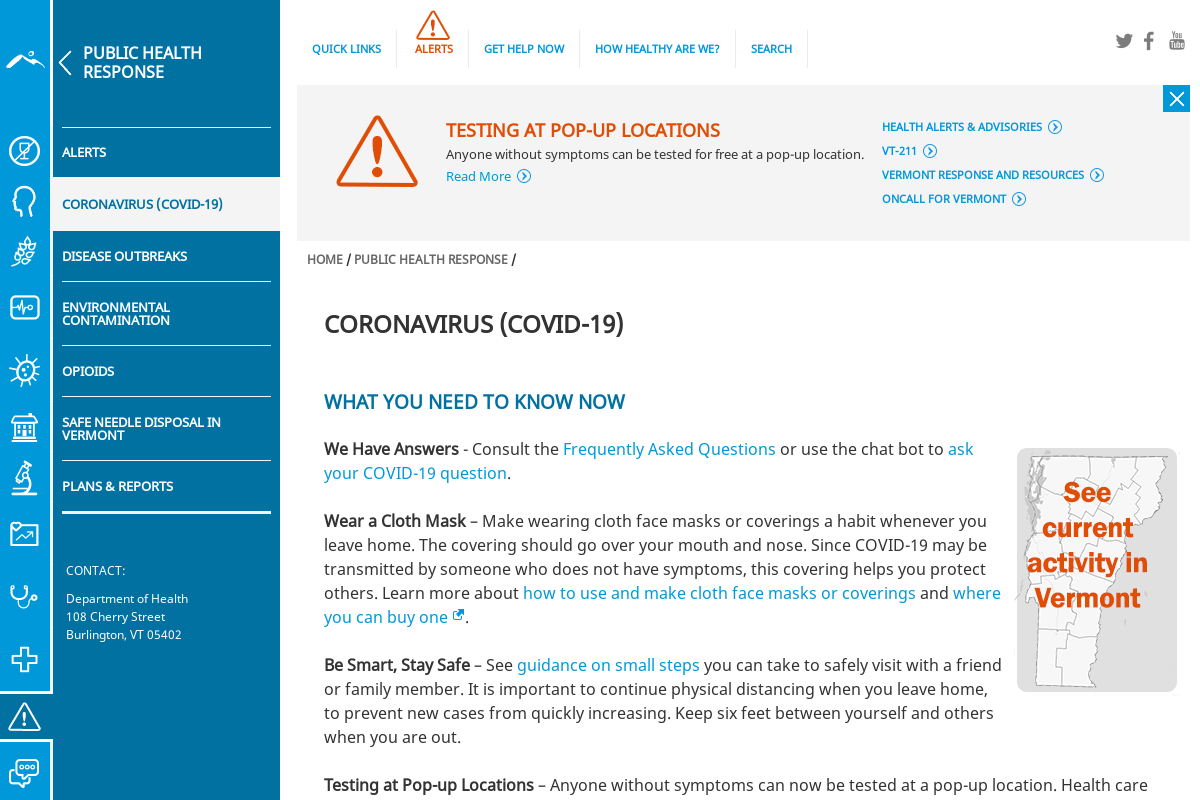 PUBLIC HEALTH
RESPONSE
ALERTS
CORONAVIRUS (COVID-19)
DISEASE OUTBREAKS
ENVIRONMENTAL
CONTAMINATION
OPIOIDS
SAFE NEEDLE DISPOSAL IN
VERMONT
PLANS & REPORTS
CONTACT:
Department of Health
108 Cherry Street
Burlington, VT 05402
QUICK LINKS
ALERTS
GET HELP NOW
HOW HEALTHY ARE WE?
SEARCH
You
Tube
TESTING AT POP-UP LOCATIONS
Anyone without symptoms can be tested for free at a pop-up location.
Read More
HEALTH ALERTS & ADVISORIES
VT-211
VERMONT RESPONSE AND RESOURCES
ONCALL FOR VERMONT
HOME / PUBLIC HEALTH RESPONSE /
CORONAVIRUS (COVID-19)
WHAT YOU NEED TO KNOW NOW
We Have Answers - Consult the Frequently Asked Questions or use the chat bot to ask
your COVID-19 question.
Wear a Cloth Mask – Make wearing cloth face masks or coverings a habit whenever you
leave home. The covering should go over your mouth and nose. Since COVID-19 may be
transmitted by someone who does not have symptoms, this covering helps you protect
others. Learn more about how to use and make cloth face masks or coverings and where
you can buy one.
Be Smart, Stay Safe – See guidance on small steps you can take to safely visit with a friend
or family member. It is important to continue physical distancing when you leave home,
to prevent new cases from quickly increasing. Keep six feet between yourself and others
when you are out.
Testing at Pop-up Locations – Anyone without symptoms can now be tested at a pop-up location. Health care
See
current
activity in
Vermont